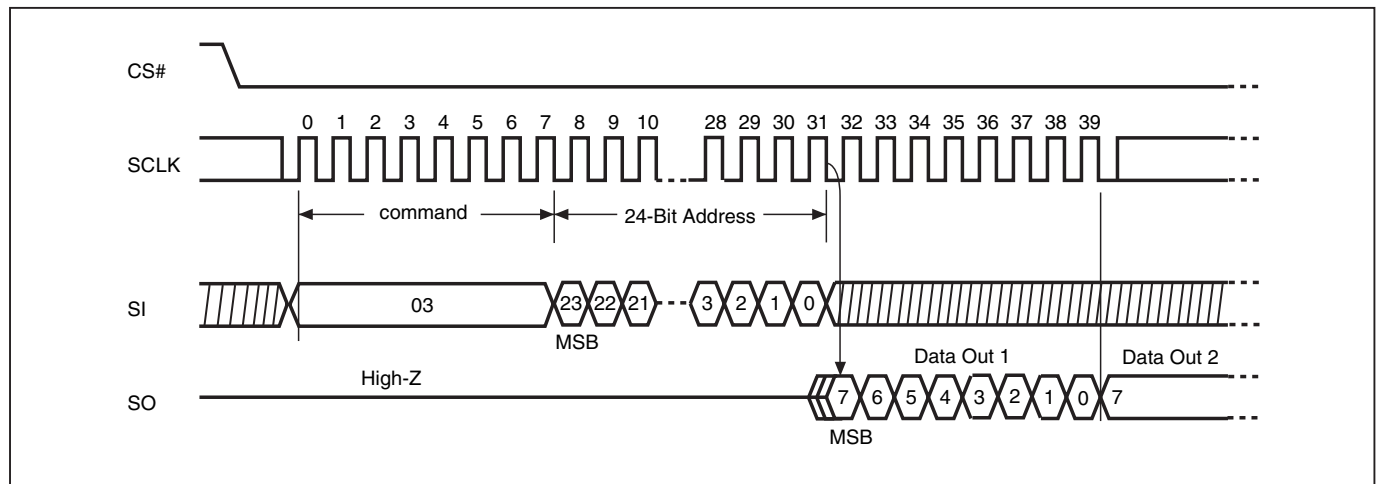 CS#
0 1 2 3 4 5 6 7 8 9 10 28 29 30 31 32 33 34 35 36 37 38 39
SCLK
command
24-Bit Address
SI
03 23 22 21 3 2 1 0
MSB
High-Z
Data Out 1
Data Out 2
SO
7 6 5 4 3 2 1 0 7
MSB